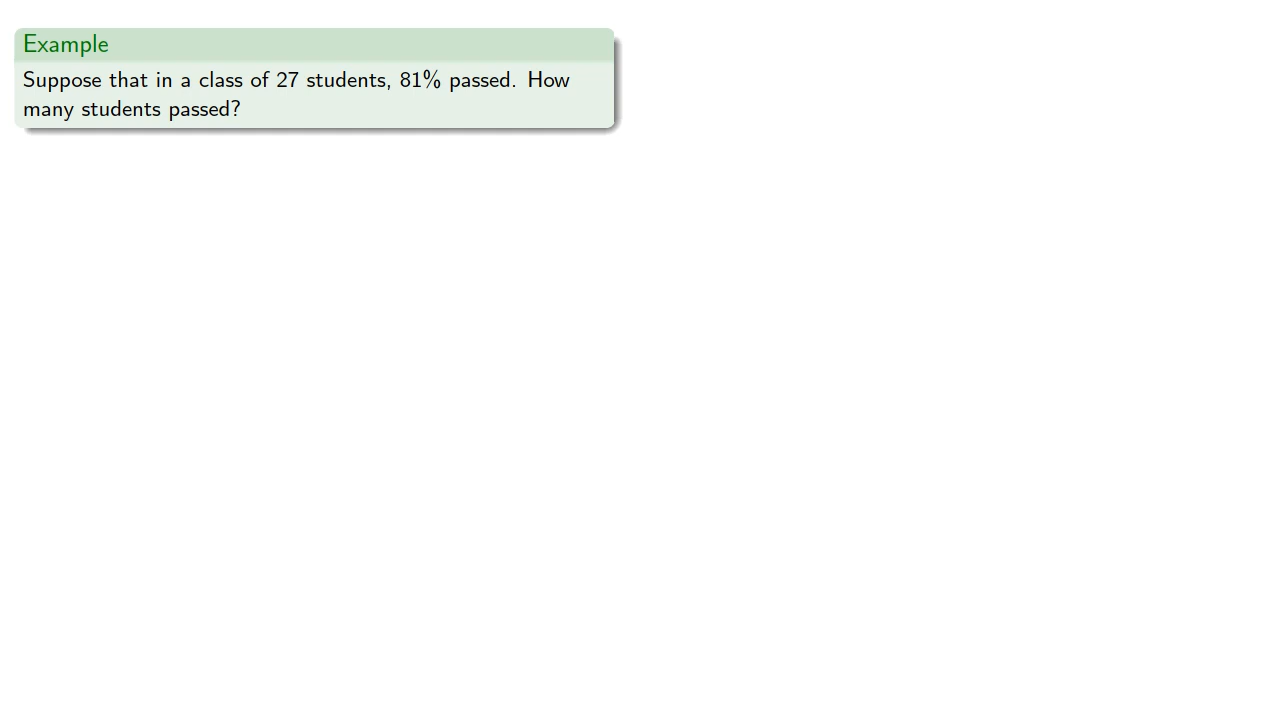 Example
Suppose that in a class of 27 students, 81% passed. How
many students passed?